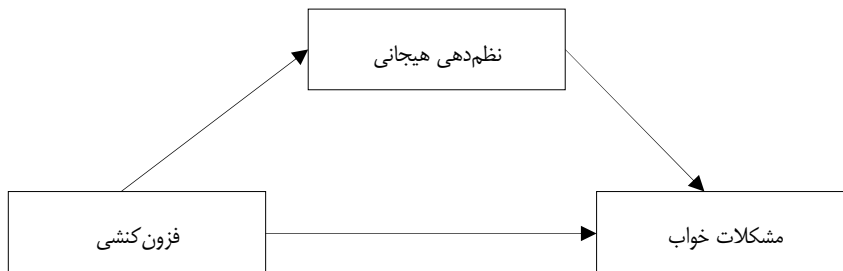 نظم‌دهی هیجانی
فزون‌کنشی
مشکلات خواب